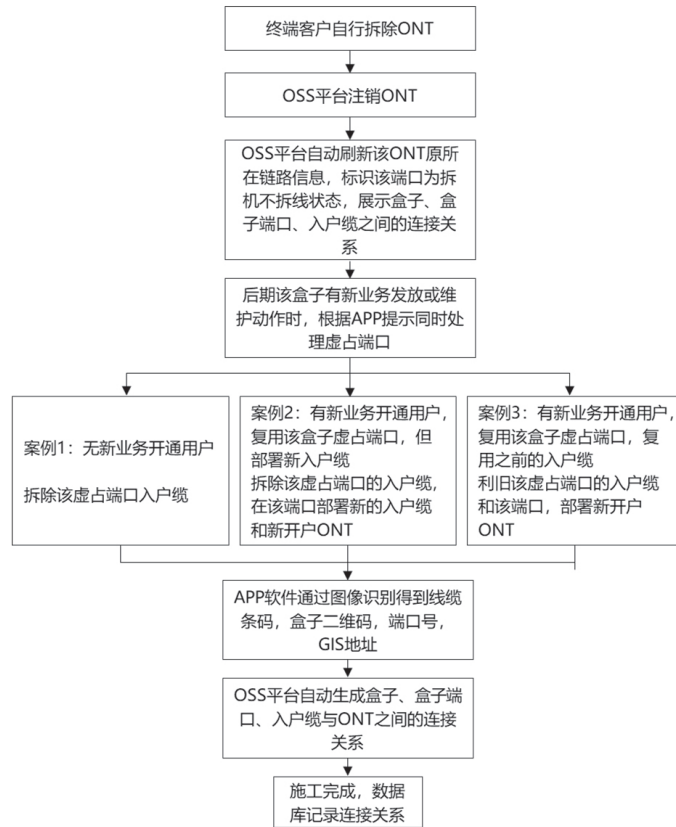 终端客户自行拆除ONT
OSS平台注销ONT
OSS平台自动刷新该ONT原所
在链路信息，标识该端口为拆
机不拆线状态，展示盒子、盒
子端口、入户缆之间的连接关
系
后期该盒子有新业务发放或维
护动作时，根据APP提示同时处
理虚占端口
案例1：无新业务开通用户
拆除该虚占端口入户缆
案例2：有新业务开通用户，
复用该盒子虚占端口，但
部署新入户缆
拆除该虚占端口的入户缆，
在该端口部署新的入户缆
和新开户ONT
案例3：有新业务开通用户，
复用该盒子虚占端口，复
用之前的入户缆
利旧该虚占端口的入户缆
和该端口，部署新开户
ONT
APP软件通过图像识别得到线缆
条码，盒子二维码，端口号，
GIS地址
OSS平台自动生成盒子、盒子端
口、入户缆与ONT之间的连接
关系
施工完成，数据
库记录连接关系